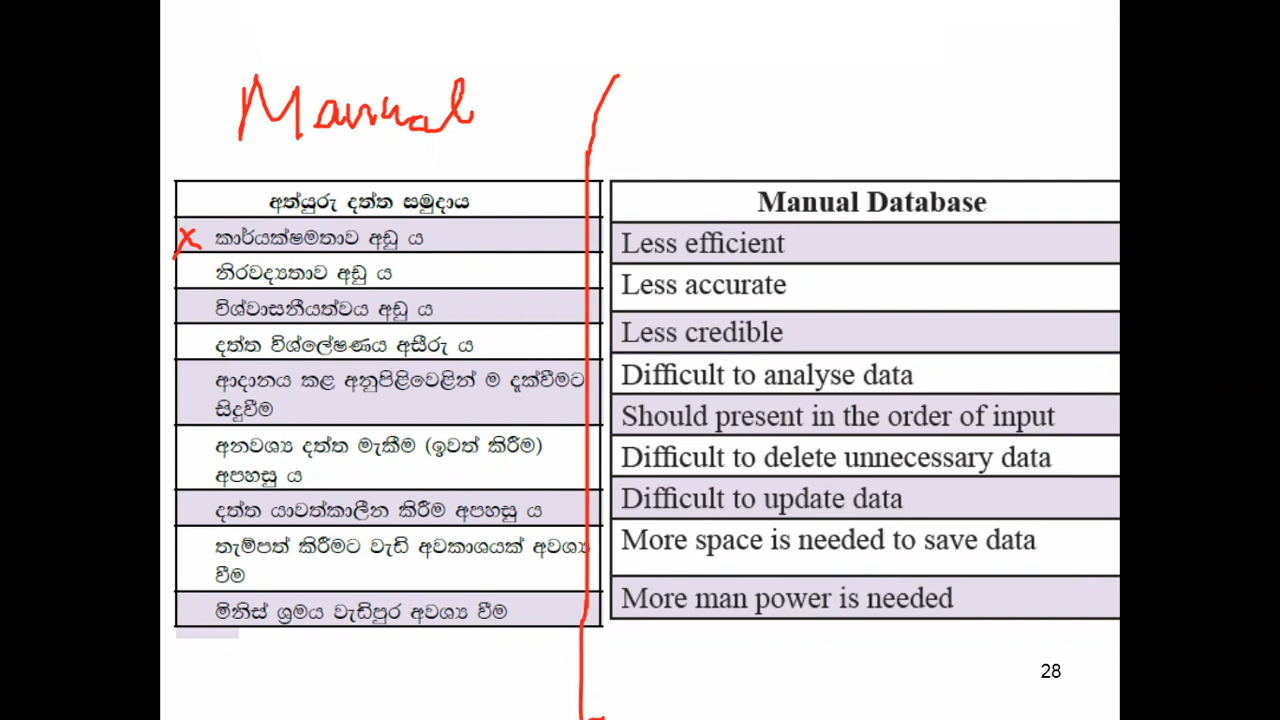 Manual
අත්යුරු දත්ත සමුදාය
කාර්යක්ෂමතාව අඩු ය
නිරවද්‍යතාව අඩු ය
විශ්වාසනීයත්වය අඩු ය
දත්ත විශ්ලේෂණය අසීරු ය
ආදානය කළ අනුපිළිවෙළින් ම දැක්වීමට
සිදුවීම
අනවශ්‍ය දත්ත මැකීම (ඉවත් කිරීම)
අපහසු ය
දත්ත යාවත්කාලීන කිරීම අපහසු ය
තැම්පත් කිරීමට වැඩි අවකාශයක් අවශ්‍ය
වීම
මිනිස් ශ්‍රමය වැඩිපුර අවශ්‍ය වීම
Manual Database
Less efficient
Less accurate
Less credible
Difficult to analyse data
Should present in the order of input
Difficult to delete unnecessary data
Difficult to update data
More space is needed to save data
More man power is needed
28